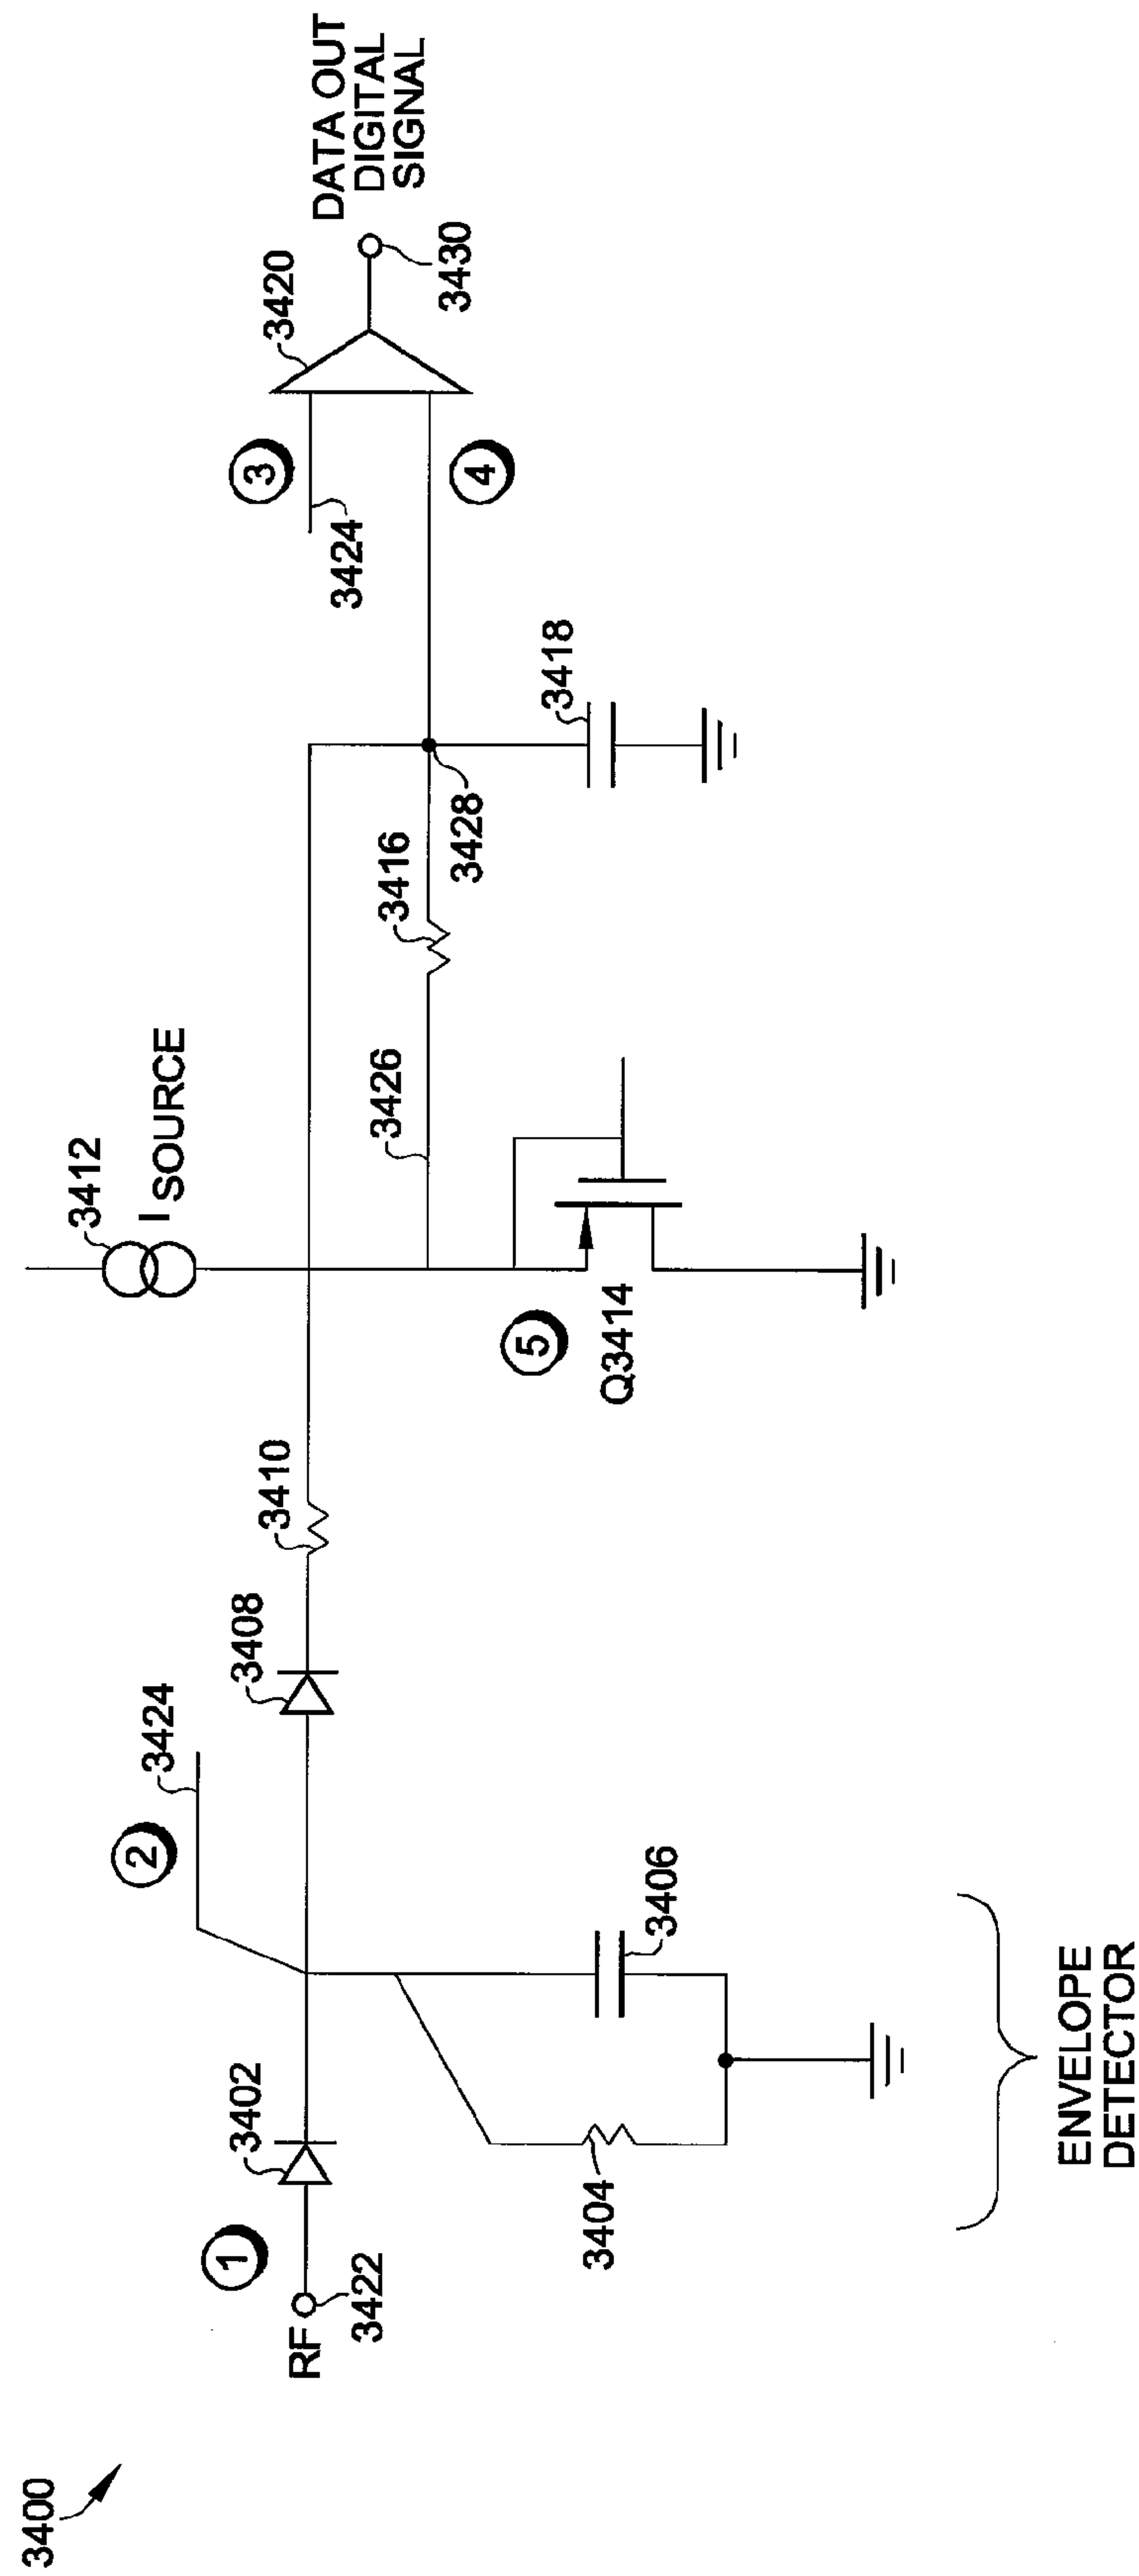 3400
RF
3422
1
3402
3404
3406
ENVELOPE
DETECTOR
2
3424
3408
3410
3412
I SOURCE
5
Q3414
3426
3416
3428
3418
3
3424
4
3420
3430
DATA OUT
DIGITAL
SIGNAL